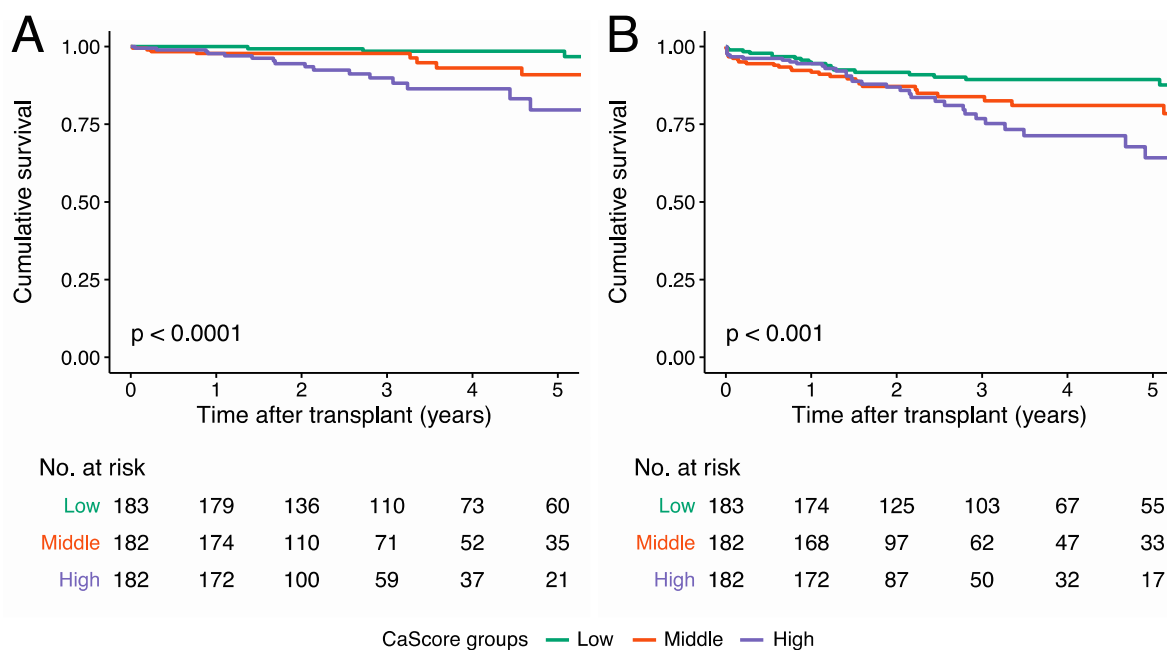 A
Cumulative survival
1.00
0.75
0.50
0.25
0.00
p < 0.0001
0 1 2 3 4 5
Time after transplant (years)
No. at risk
Low 183 179 136 110 73 60
Middle 182 174 110 71 52 35
High 182 172 100 59 37 21
B
Cumulative survival
1.00
0.75
0.50
0.25
0.00
p < 0.001
0 1 2 3 4 5
Time after transplant (years)
No. at risk
Low 183 174 125 103 67 55
Middle 182 168 97 62 47 33
High 182 172 87 50 32 17
CaScore groups Low Middle High